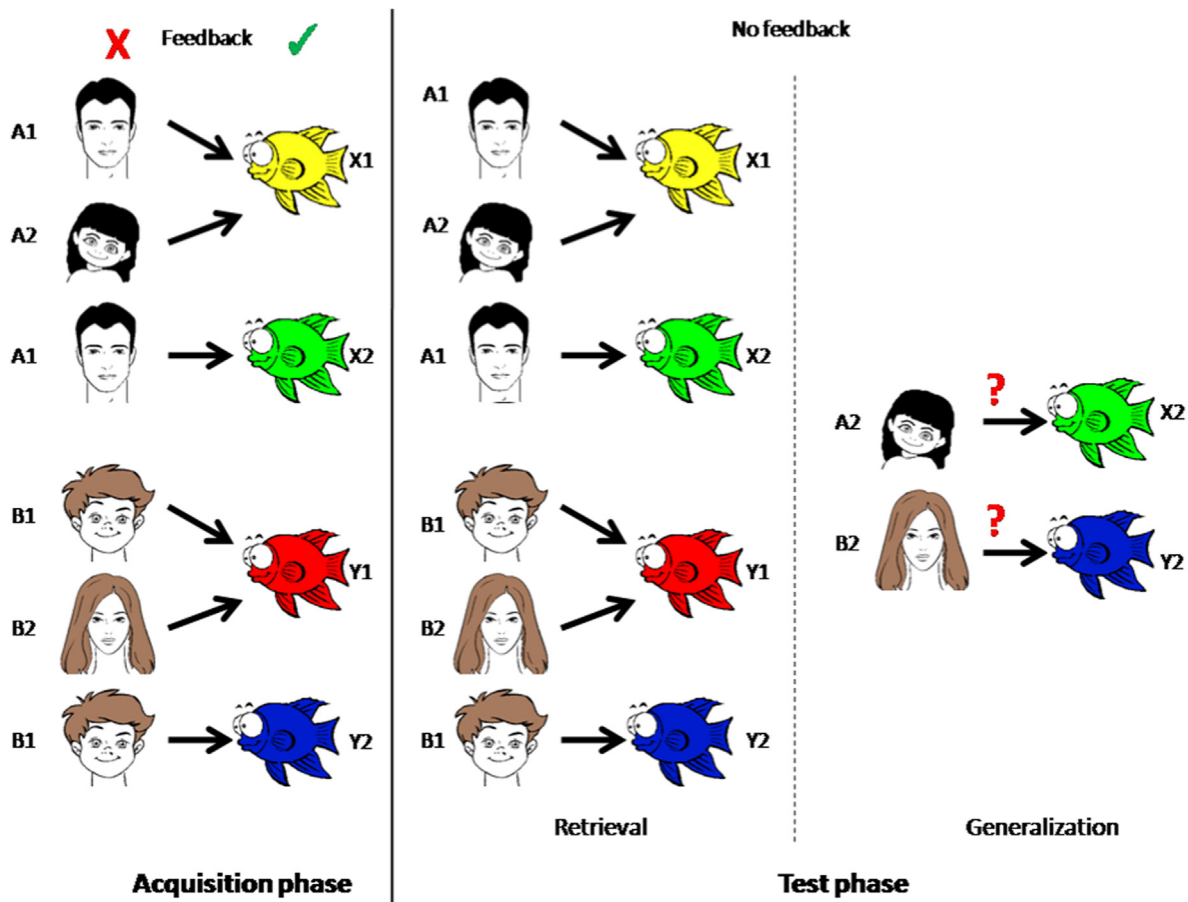 X Feedback ✓
No feedback
A1
X1
A2
A1
X2
B1
Y1
B2
B1
Y2
A1
X1
A2
A1
X2
B1
Y1
B2
B1
Y2
?
A2
X2
?
B2
Y2
Retrieval
Generalization
Acquisition phase
Test phase